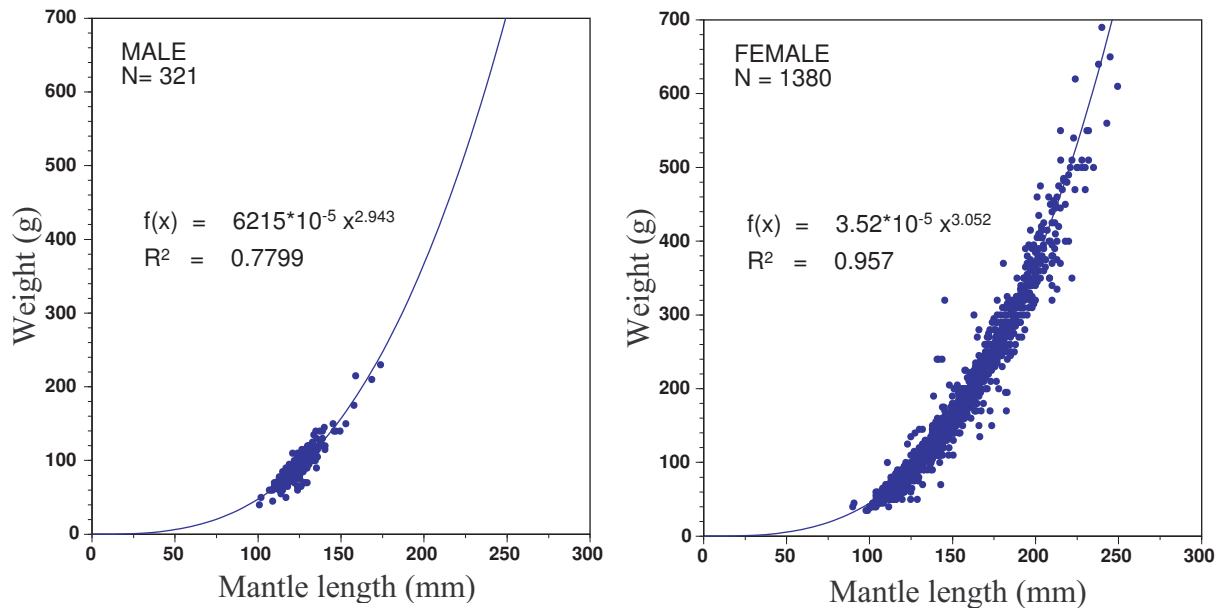 700
600
500
400
300
200
100
0
0
50
100
150
200
250
300
Weight (g)
Mantle length (mm)
MALE
N= 321
f(x) = 6215*10⁻⁵ x²·⁹⁴³
R² = 0.7799
700
600
500
400
300
200
100
0
0
50
100
150
200
250
300
Weight (g)
Mantle length (mm)
FEMALE
N = 1380
f(x) = 3.52*10⁻⁵ x³·⁰⁵²
R² = 0.957